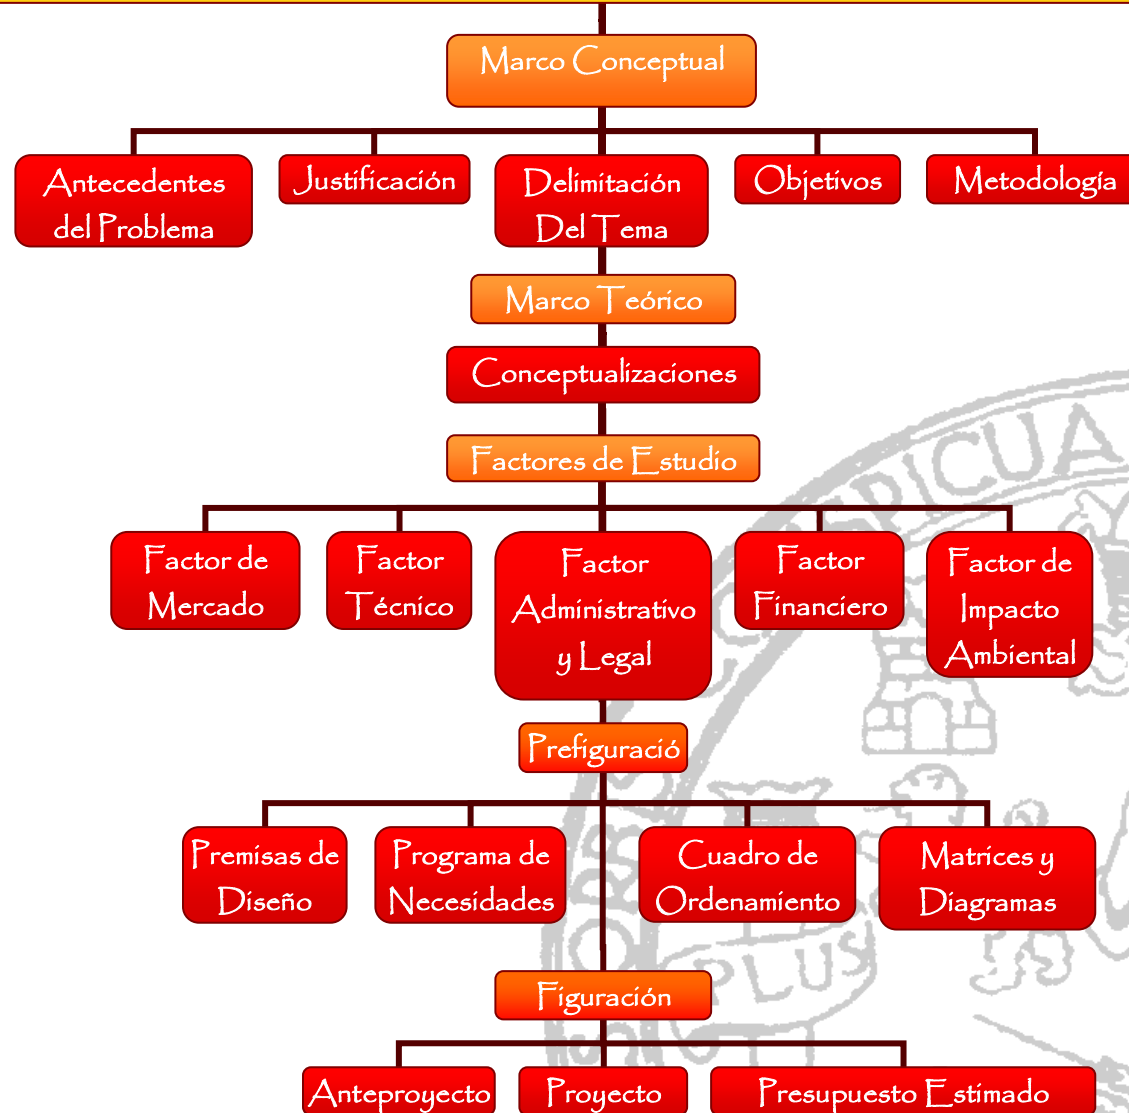 Marco Conceptual
Antecedentes
del Problema
Justificación
Delimitación
Del Tema
Objetivos
Metodología
Marco Teórico
Conceptualizaciones
Factores de Estudio
Factor de
Mercado
Factor
Técnico
Factor
Administrativo
y Legal
Factor
Financiero
Factor de
Impacto
Ambiental
Prefiguració
Premisas de
Diseño
Programa de
Necesidades
Cuadro de
Ordenamiento
Matrices y
Diagramas
Figuración
Anteproyecto
Proyecto
Presupuesto Estimado
PLUS